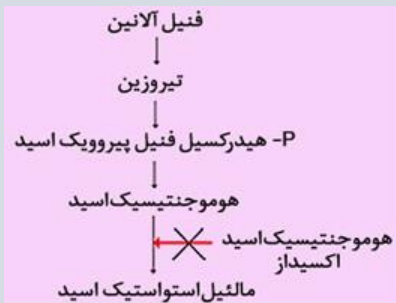 فنیل آلانین
تیروزین
P- هیدرکسیل فنیل پیروویک اسید
هوموجنتیسیک اسید
هوموجنتیسیک اسید
اکسیداز
مالئیل استواستیک اسید